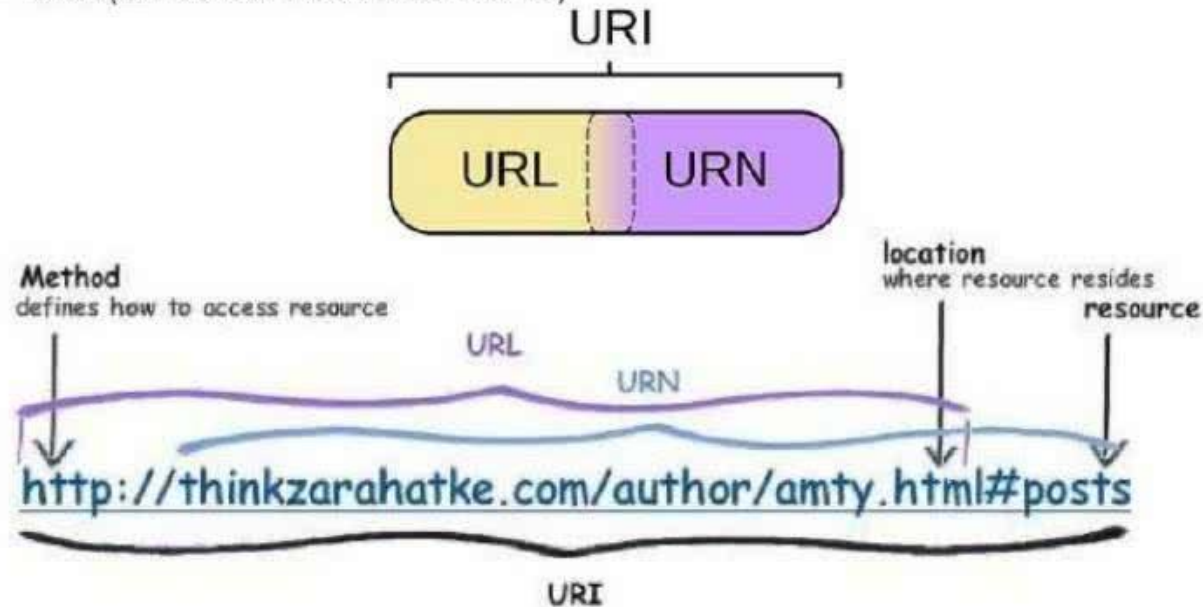 URI
URL URN
Method
defines how to access resource
location
where resource resides
resource
URL
URN
http://thinkzarahatke.com/author/amty.html#posts
URI